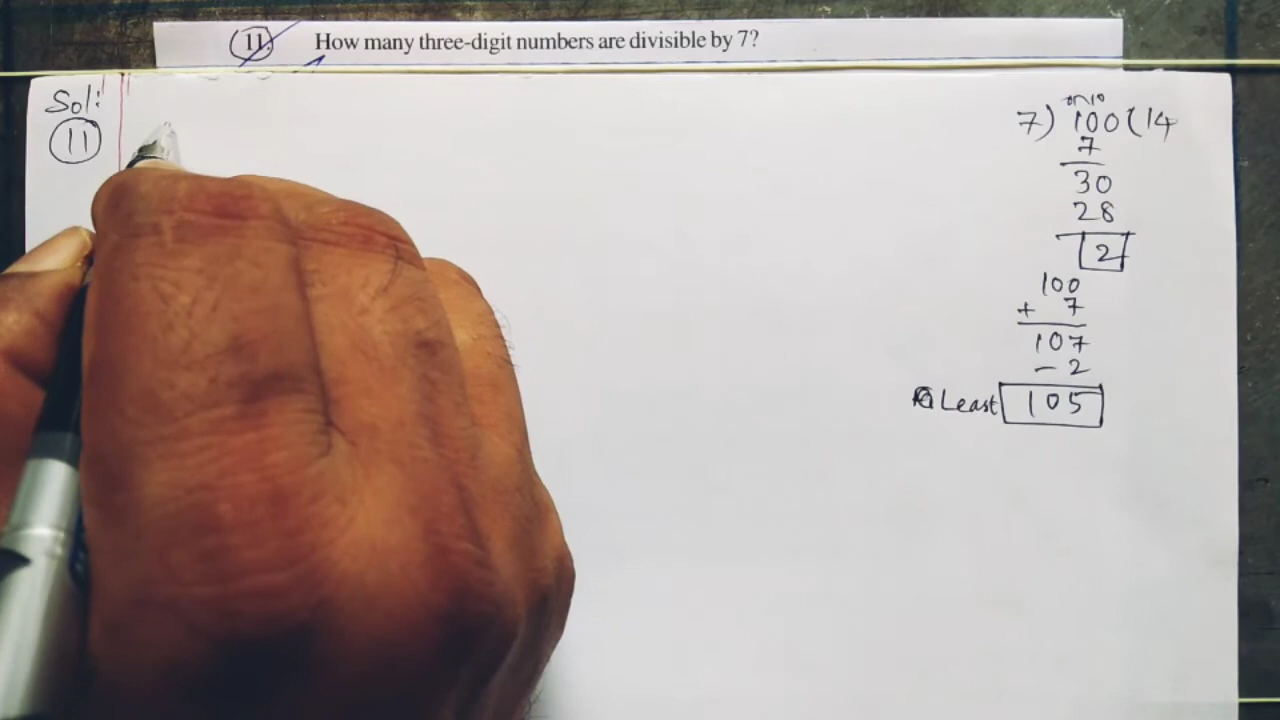 11. How many three-digit numbers are divisible by 7?
Sol:
11
7) 100 (14
7
30
28
2
100
+ 7
107
- 2
Least 105